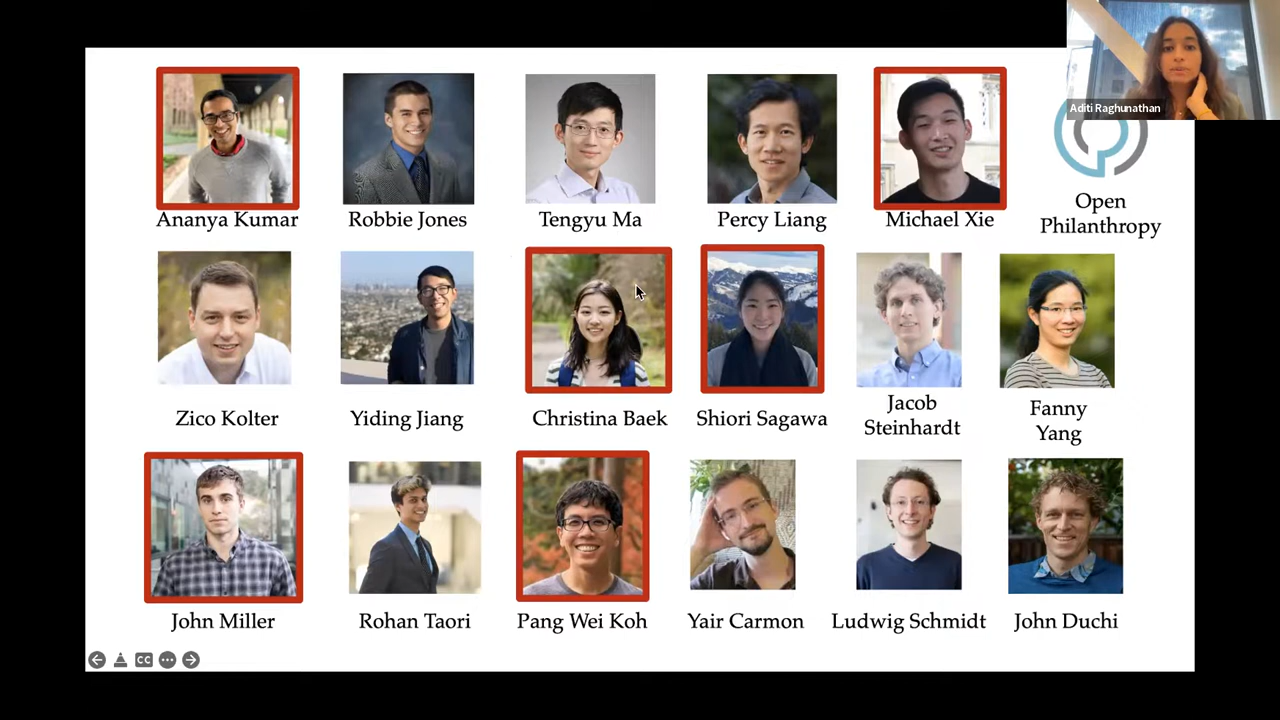 Aditi Raghunathan
Ananya Kumar
Robbie Jones
Tengyu Ma
Percy Liang
Michael Xie
Open
Philanthropy
Zico Kolter
Yiding Jiang
Christina Baek
Shiori Sagawa
Jacob
Steinhardt
Fanny
Yang
John Miller
Rohan Taori
Pang Wei Koh
Yair Carmon
Ludwig Schmidt
John Duchi
CC